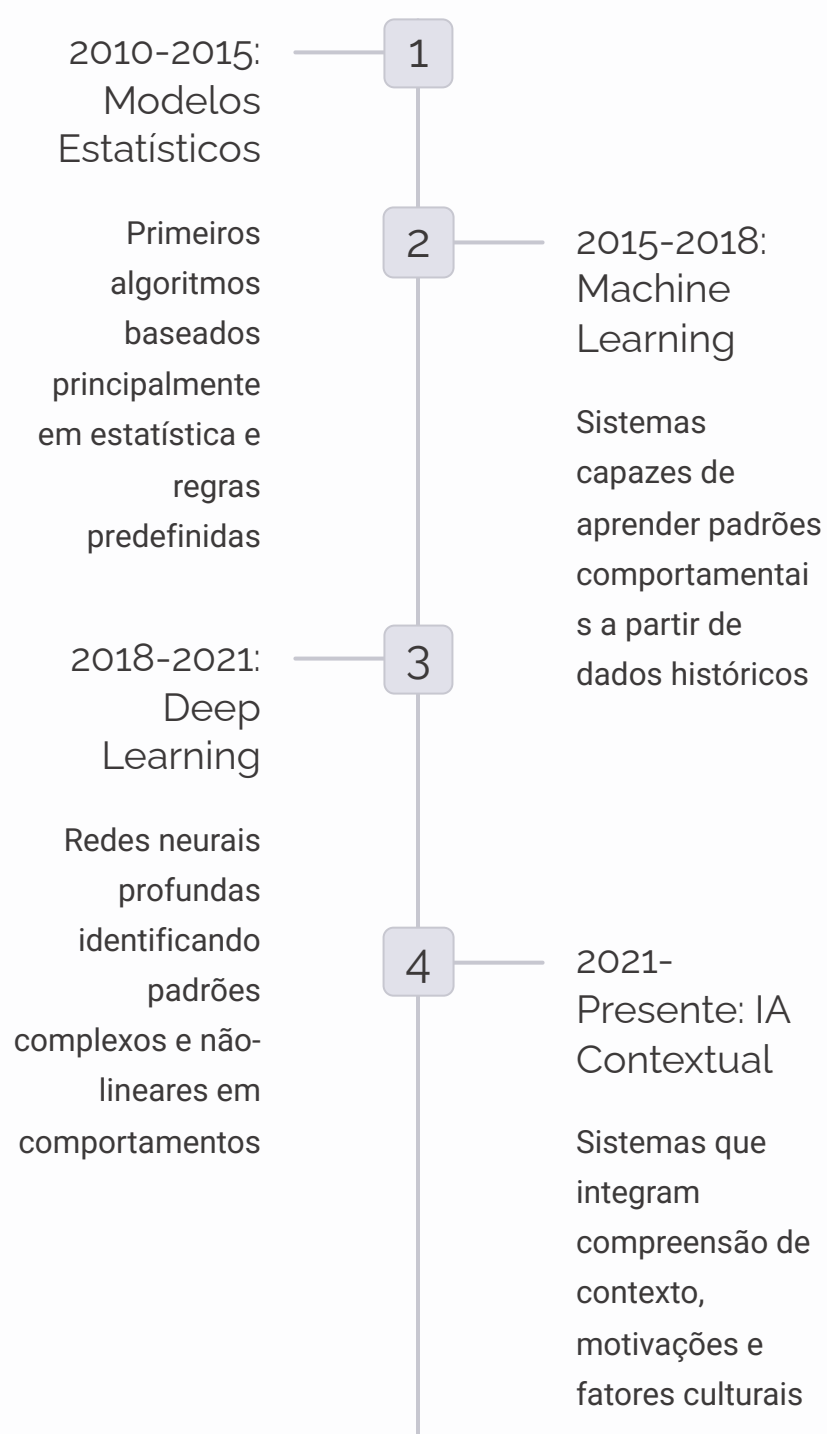 1
2010-2015:
Modelos
Estatísticos
Primeiros
algoritmos
baseados
principalmente
em estatística e
regras
predefinidas
2
2015-2018:
Machine
Learning
Sistemas
capazes de
aprender padrões
comportamentai
s a partir de
dados históricos
3
2018-2021:
Deep
Learning
Redes neurais
profundas
identificando
padrões
complexos e não-
lineares em
comportamentos
4
2021-
Presente: IA
Contextual
Sistemas que
integram
compreensão de
contexto,
motivações e
fatores culturais